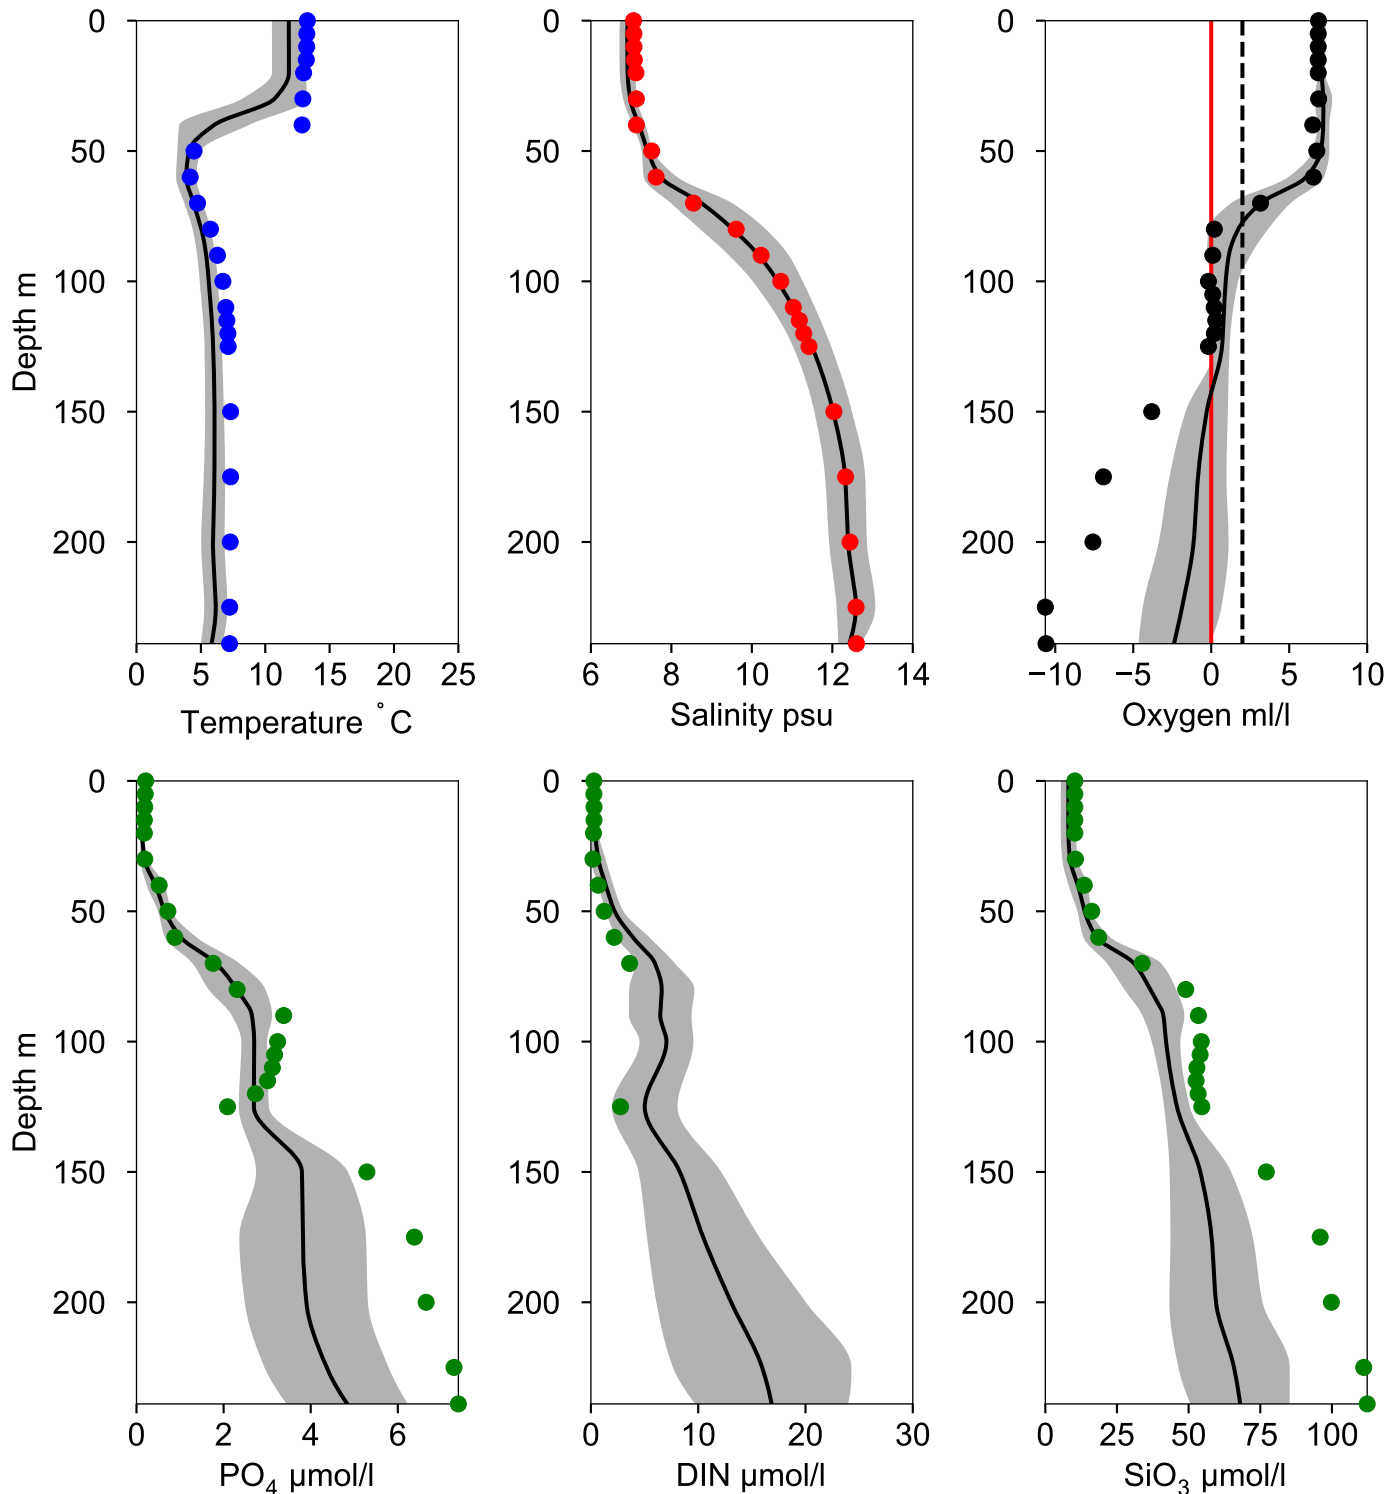 0
50
100
150
200
Depth m
0 5 10 15 20 25
Temperature °C
0
50
100
150
200
6 8 10 12 14
Salinity psu
0
50
100
150
200
−10 −5 0 5 10
Oxygen ml/l
0
50
100
150
200
Depth m
0 2 4 6
PO₄ µmol/l
0
50
100
150
200
0 10 20 30
DIN µmol/l
0
50
100
150
200
0 25 50 75 100
SiO₃ µmol/l